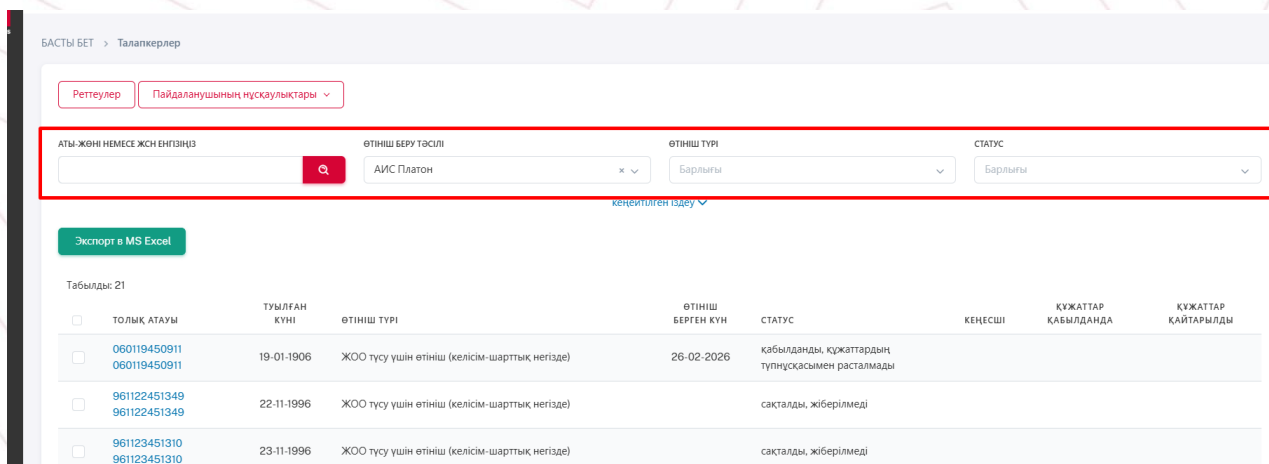 БАСТЫ БЕТ > Талапкерлер
Реттеулер Пайдаланушының нұсқаулықтары
АТЫ-ЖӨНІ НЕМЕСЕ ЖСН ЕНГІЗІҢІЗ ӨТІНІШ БЕРУ ТӘСІЛІ ӨТІНІШ ТҮРІ СТАТУС
АИС Платон × Барлығы Барлығы
кеңейтілген іздеу
Экспорт в MS Excel
Табылды: 21
ТОЛЫҚ АТАУЫ ТУЫЛҒАН КҮНІ ӨТІНІШ ТҮРІ ӨТІНІШ БЕРГЕН КҮН СТАТУС КЕҢЕСШІ ҚҰЖАТТАР ҚАБЫЛДАНДА ҚҰЖАТТАР ҚАЙТАРЫЛДЫ
060119450911
060119450911
19-01-1906 ЖОО түсу үшін өтініш (келісім-шарттық негізде) 26-02-2026 қабылданды, құжаттардың
түпнұсқасымен расталмады
961122451349
961122451349
22-11-1996 ЖОО түсу үшін өтініш (келісім-шарттық негізде) сақталды, жіберілмеді
961123451310
961123451310
23-11-1996 ЖОО түсу үшін өтініш (келісім-шарттық негізде) сақталды, жіберілмеді